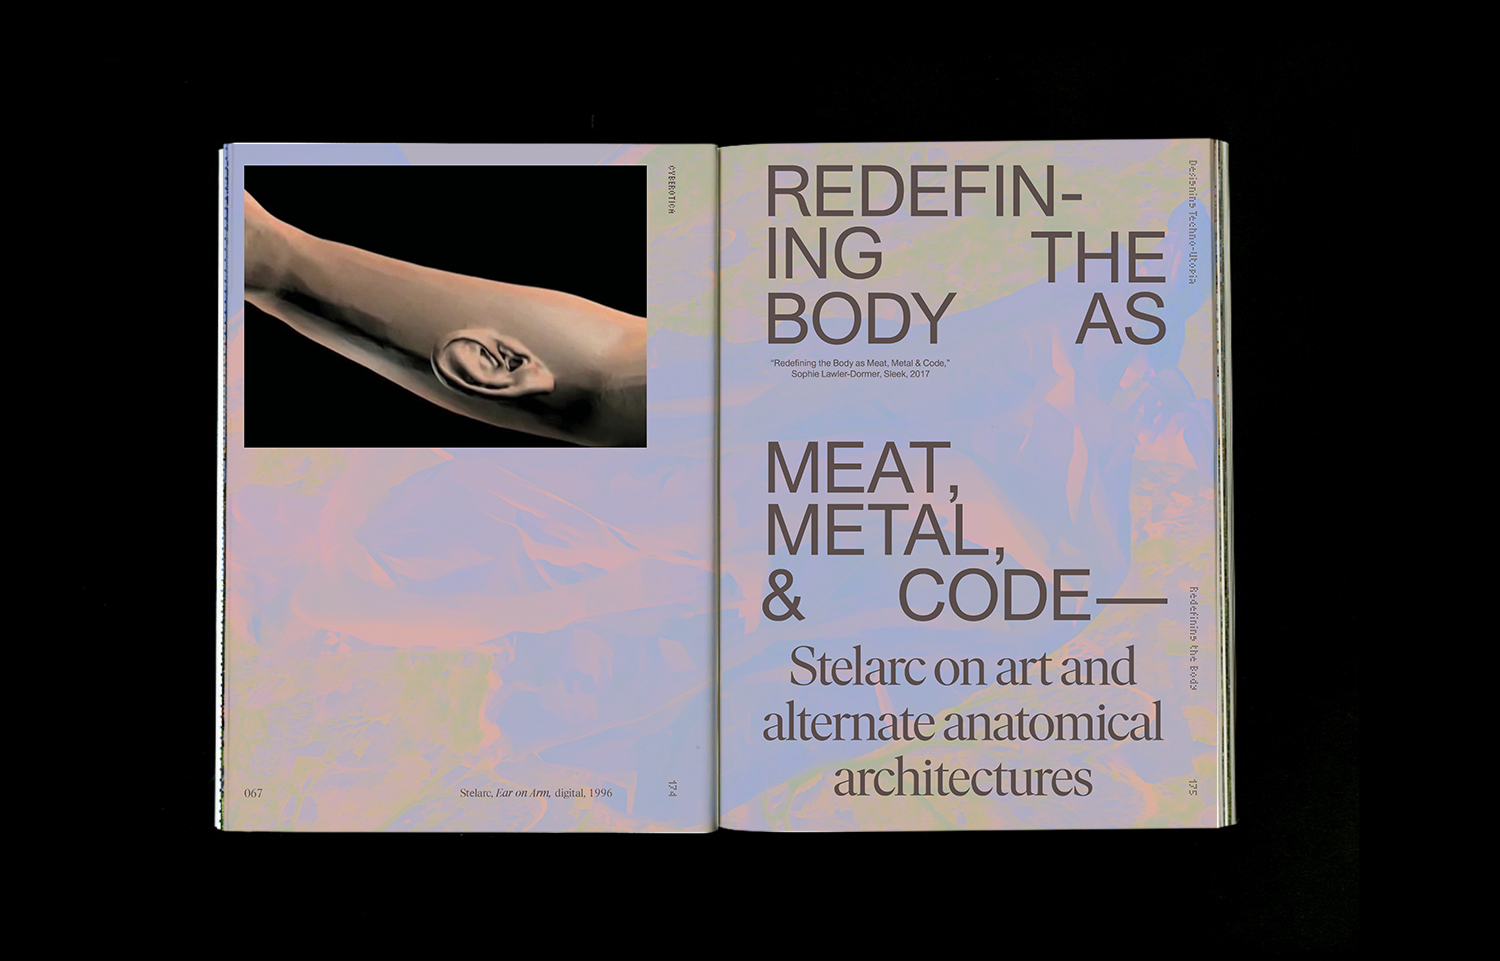 CYBEROTICA
067
Stelarc, Ear on Arm, digital, 1996
174
REDEFIN-
ING THE
BODY AS
“Redefining the Body as Meat, Metal & Code,”
Sophie Lawler-Dormer, Sleek, 2017
MEAT,
METAL,
& CODE—
Stelarc on art and
alternate anatomical
architectures
Designing Techno-Utopia
Redefining the Body
175